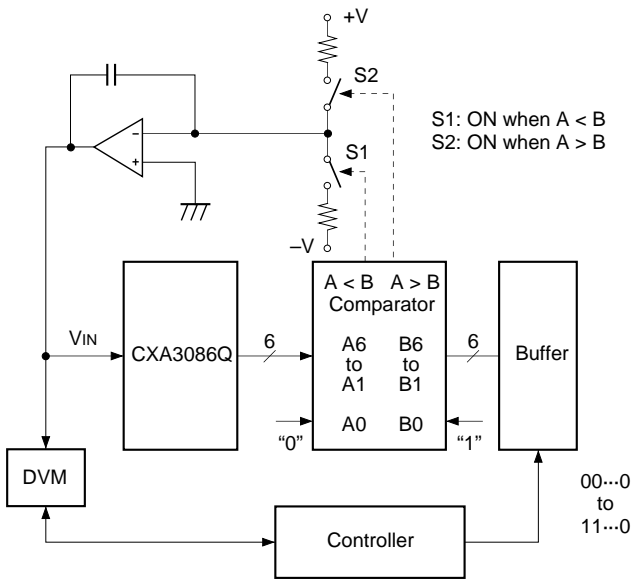 +V
S2
S1: ON when A < B
S2: ON when A > B
−
+
S1
–V
A < B A > B
Comparator
VIN
CXA3086Q
6
A6
to
A1
B6
to
B1
6
Buffer
A0
B0
“0”
“1”
DVM
00···0
to
11···0
Controller